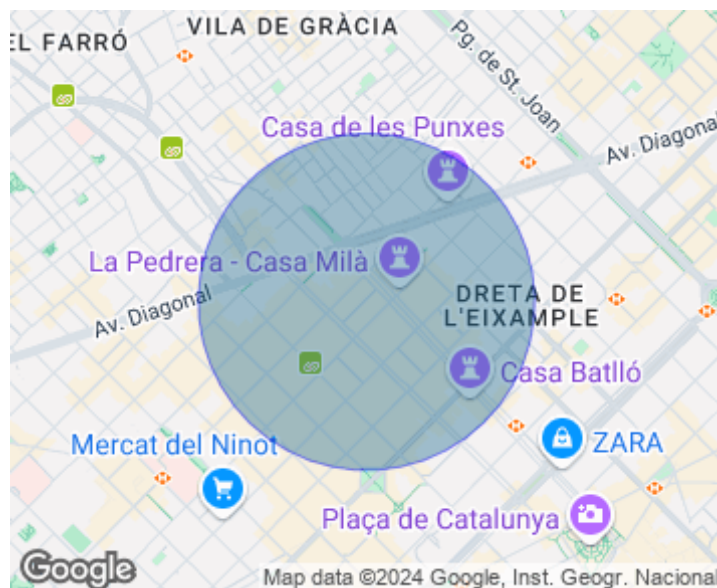 VILA DE GRÀCIA
EL FARRÓ
Pg. de St. Joan
Casa de les Punxes
Av. Diagonal
La Pedrera - Casa Milà
Av. Diagonal
DRETA DE
L'EIXAMPLE
Casa Batlló
Mercat del Ninot
ZARA
Plaça de Catalunya
Google
Map data ©2024 Google, Inst. Geogr. Nacional